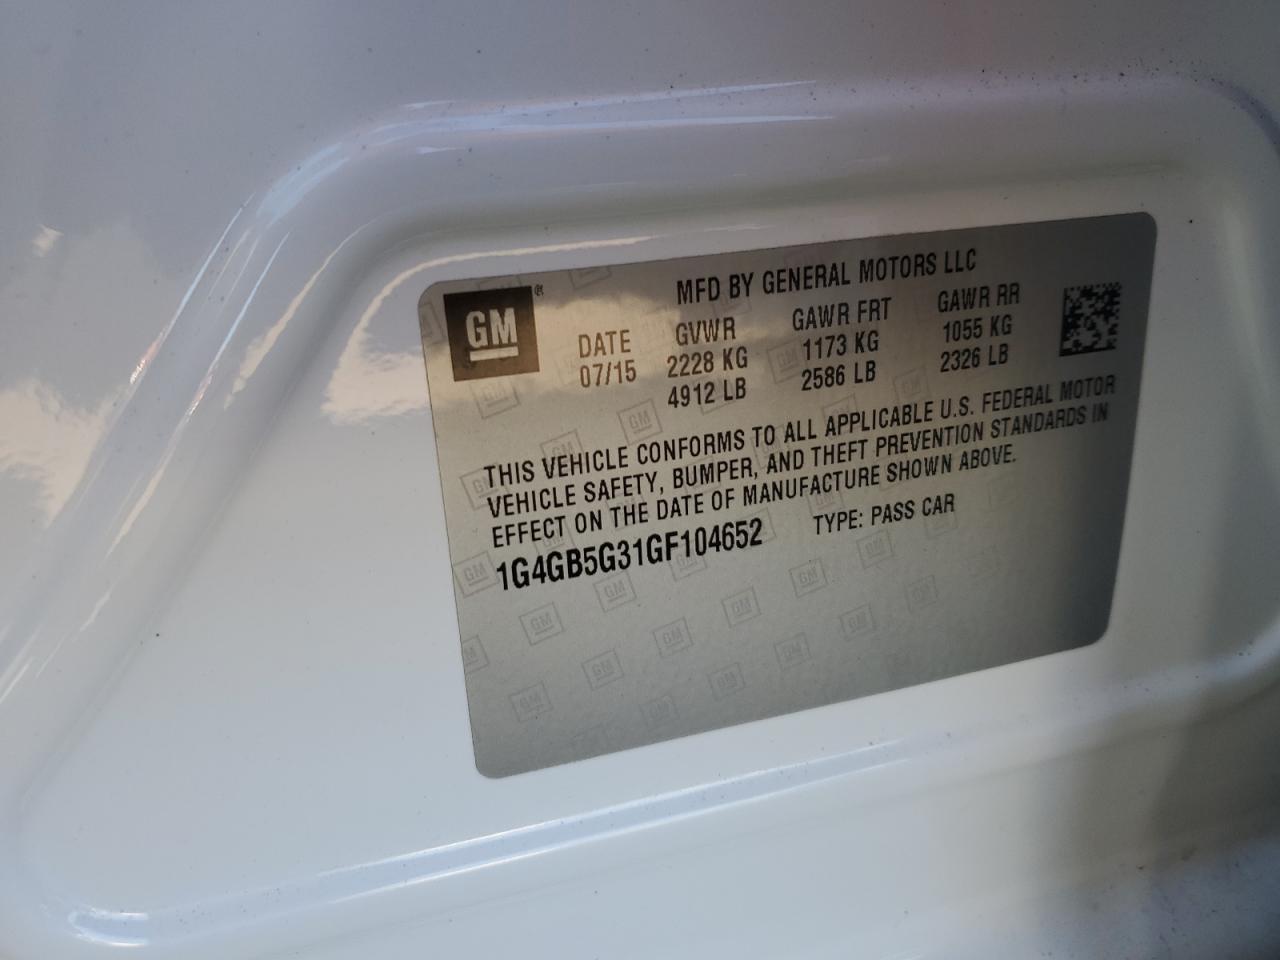 GM®
MFD BY GENERAL MOTORS LLC
DATE GVWR GAWR FRT GAWR RR
07/15 2228 KG 1173 KG 1055 KG
4912 LB 2586 LB 2326 LB
THIS VEHICLE CONFORMS TO ALL APPLICABLE U.S. FEDERAL MOTOR
VEHICLE SAFETY, BUMPER, AND THEFT PREVENTION STANDARDS IN
EFFECT ON THE DATE OF MANUFACTURE SHOWN ABOVE.
1G4GB5G31GF104652 TYPE: PASS CAR